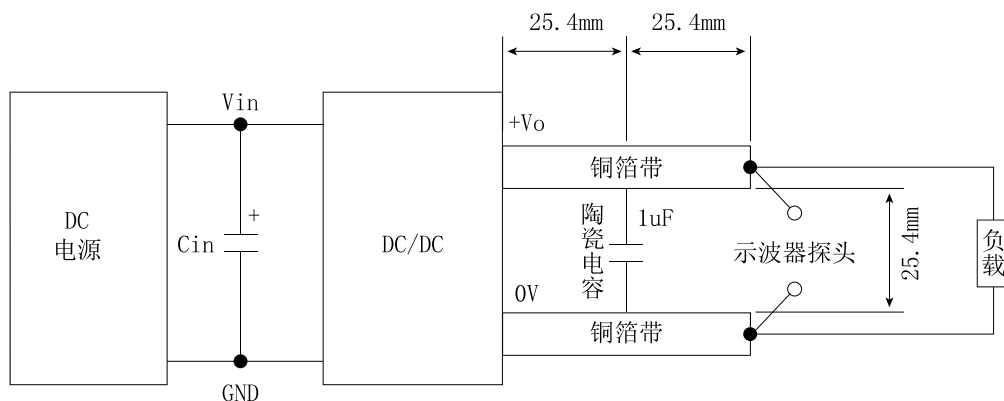 25.4mm
25.4mm
Vin
+Vo
铜箔带
DC
电源
Cin
+
DC/DC
陶瓷电容
1uF
示波器探头
25.4mm
负载
0V
铜箔带
GND